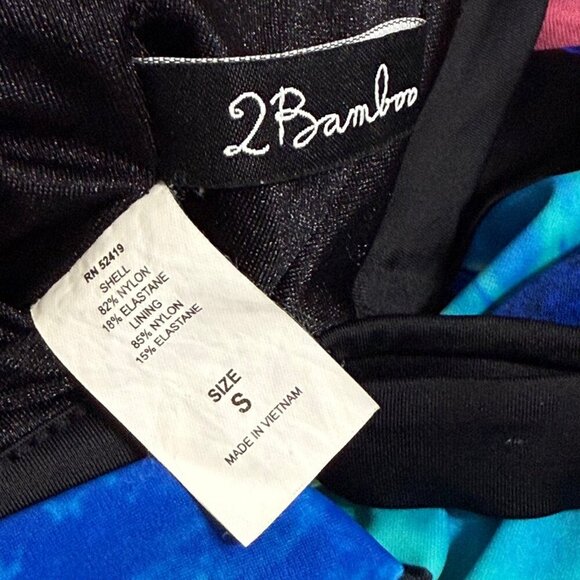 2Bamboo
RN 52419
SHELL
82% NYLON
18% ELASTANE
LINING
85% NYLON
15% ELASTANE
SIZE
S
MADE IN VIETNAM